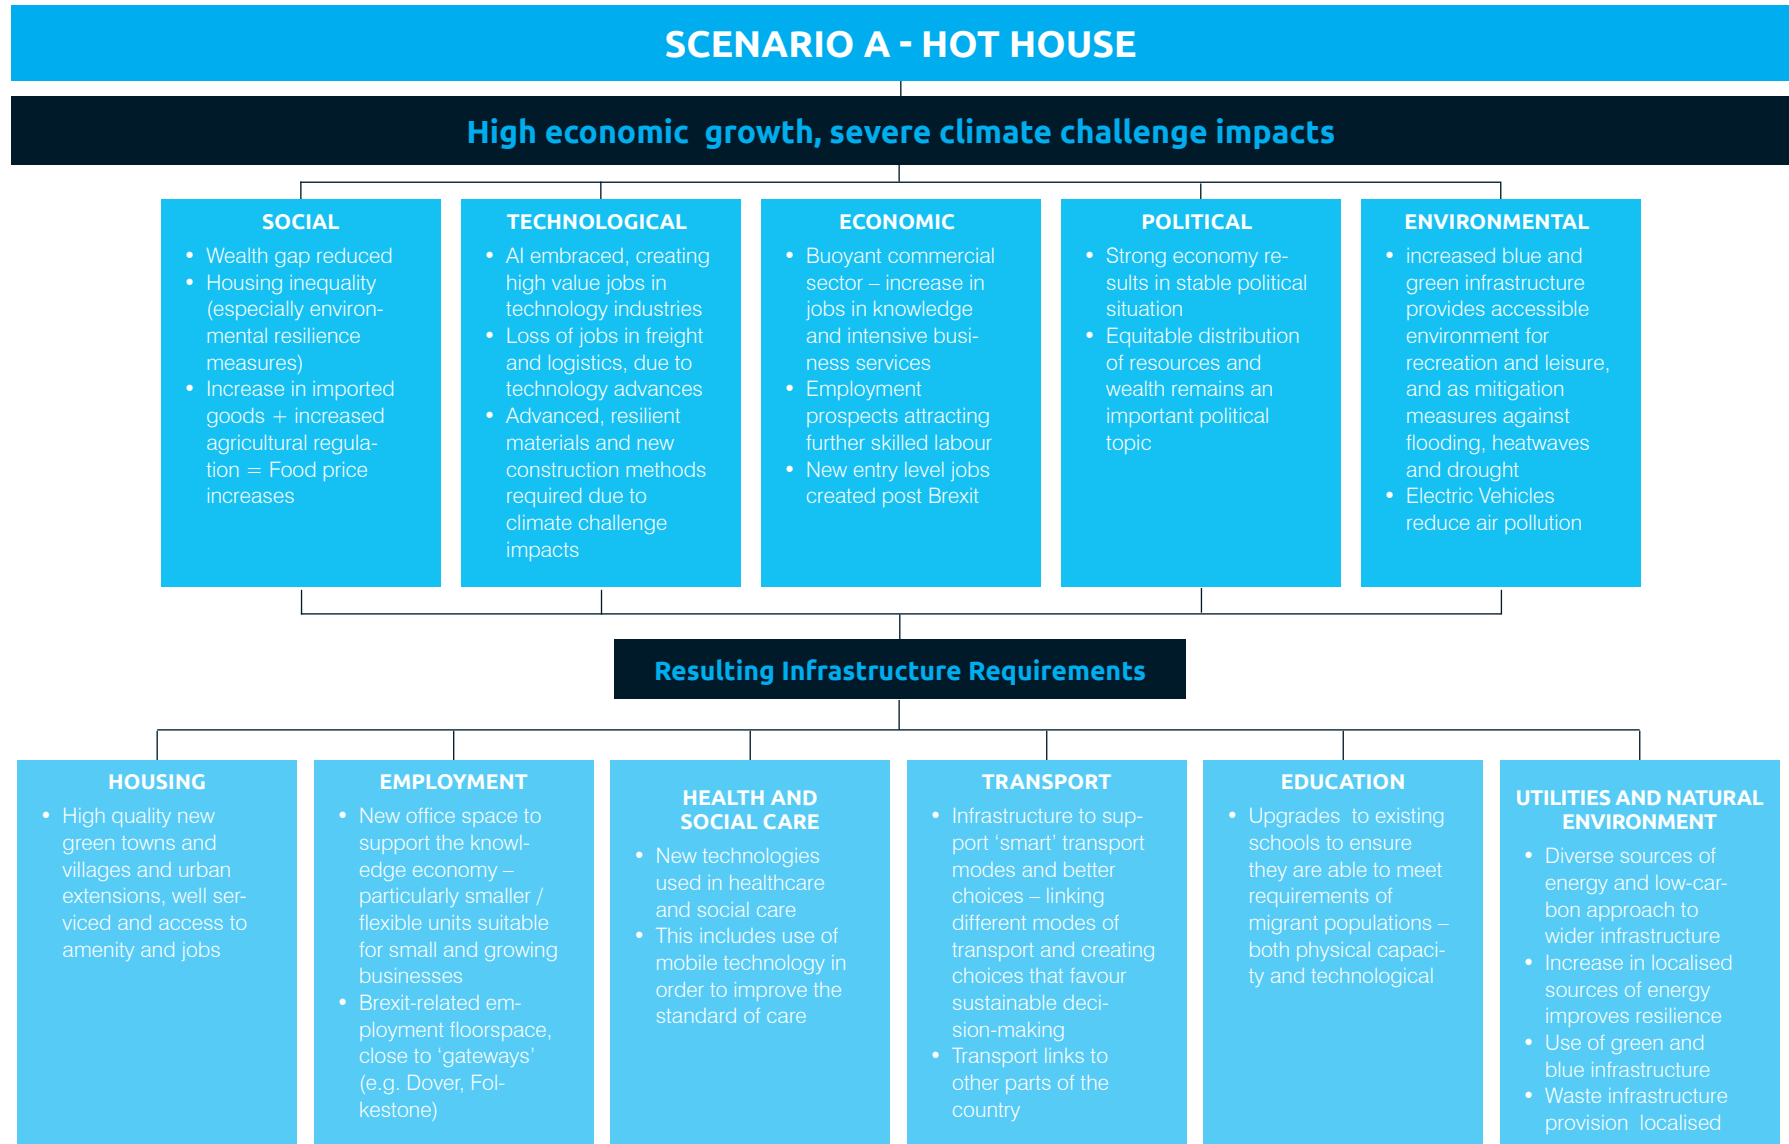 SCENARIO A - HOT HOUSE
High economic growth, severe climate challenge impacts
SOCIAL
• Wealth gap reduced
• Housing inequality
(especially environ-
mental resilience
measures)
• Increase in imported
goods + increased
agricultural regula-
tion = Food price
increases
TECHNOLOGICAL
• AI embraced, creating
high value jobs in
technology industries
• Loss of jobs in freight
and logistics, due to
technology advances
• Advanced, resilient
materials and new
construction methods
required due to
climate challenge
impacts
ECONOMIC
• Buoyant commercial
sector – increase in
jobs in knowledge
and intensive busi-
ness services
• Employment
prospects attracting
further skilled labour
• New entry level jobs
created post Brexit
POLITICAL
• Strong economy re-
sults in stable political
situation
• Equitable distribution
of resources and
wealth remains an
important political
topic
ENVIRONMENTAL
• increased blue and
green infrastructure
provides accessible
environment for
recreation and leisure,
and as mitigation
measures against
flooding, heatwaves
and drought
• Electric Vehicles
reduce air pollution
Resulting Infrastructure Requirements
HOUSING
• High quality new
green towns and
villages and urban
extensions, well ser-
viced and access to
amenity and jobs
EMPLOYMENT
• New office space to
support the knowl-
edge economy –
particularly smaller /
flexible units suitable
for small and growing
businesses
• Brexit-related em-
ployment floorspace,
close to ‘gateways’
(e.g. Dover, Fol-
kestone)
HEALTH AND
SOCIAL CARE
• New technologies
used in healthcare
and social care
• This includes use of
mobile technology in
order to improve the
standard of care
TRANSPORT
• Infrastructure to sup-
port ‘smart’ transport
modes and better
choices – linking
different modes of
transport and creating
choices that favour
sustainable deci-
sion-making
• Transport links to
other parts of the
country
EDUCATION
• Upgrades to existing
schools to ensure
they are able to meet
requirements of
migrant populations –
both physical capaci-
ty and technological
UTILITIES AND NATURAL
ENVIRONMENT
• Diverse sources of
energy and low-car-
bon approach to
wider infrastructure
• Increase in localised
sources of energy
improves resilience
• Use of green and
blue infrastructure
• Waste infrastructure
provision localised